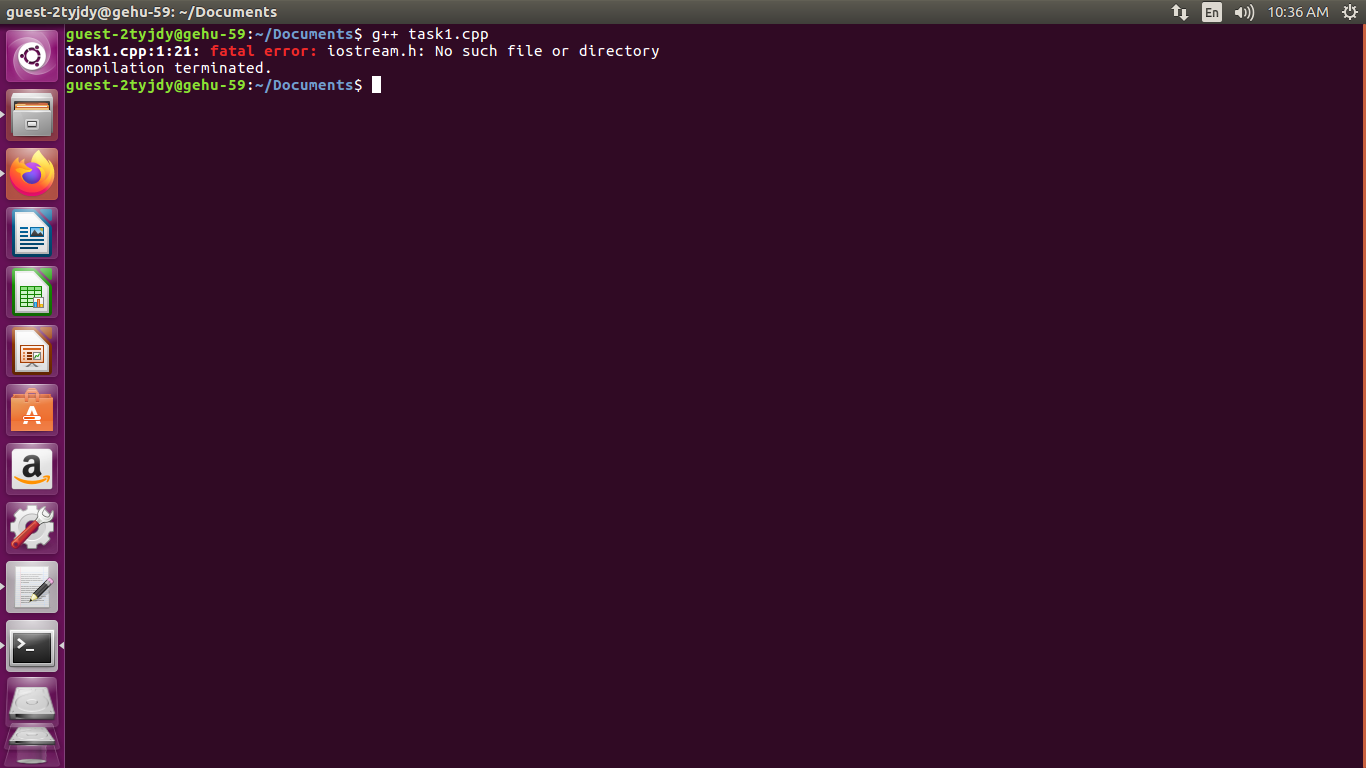 guest-2tyjdy@gehu-59: ~/Documents
En
10:36 AM
guest-2tyjdy@gehu-59:~/Documents$ g++ task1.cpp
task1.cpp:1:21: fatal error: iostream.h: No such file or directory
compilation terminated.
guest-2tyjdy@gehu-59:~/Documents$
A
a
>_